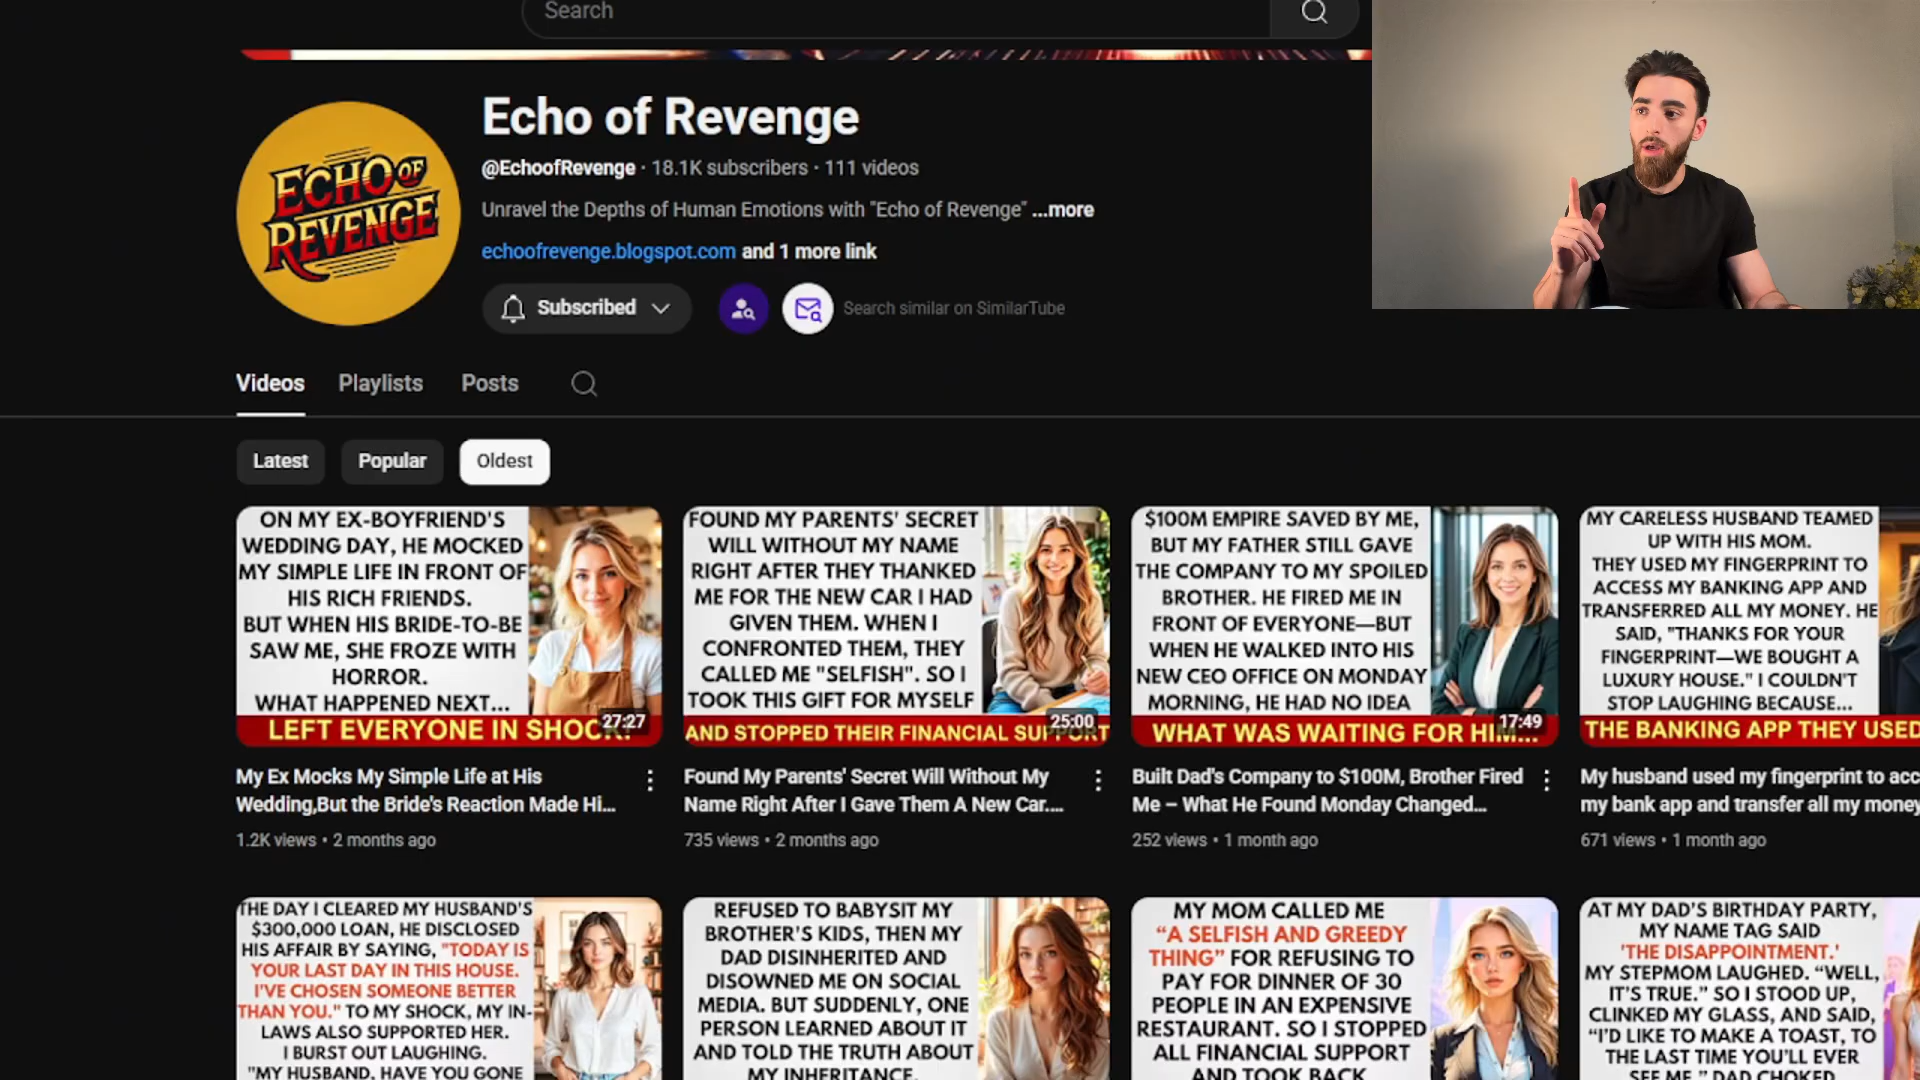 Search
Echo of Revenge
@EchoofRevenge · 18.1K subscribers · 111 videos
Unravel the Depths of Human Emotions with "Echo of Revenge" ...more
echoofrevenge.blogspot.com and 1 more link
ECHO OF
REVENGE
Subscribed
Search similar on SimilarTube
Videos
Playlists
Posts
Latest
Popular
Oldest
ON MY EX-BOYFRIEND'S
WEDDING DAY, HE MOCKED
MY SIMPLE LIFE IN FRONT OF
HIS RICH FRIENDS.
BUT WHEN HIS BRIDE-TO-BE
SAW ME, SHE FROZE WITH
HORROR.
WHAT HAPPENED NEXT...
LEFT EVERYONE IN SHOCK!
27:27
My Ex Mocks My Simple Life at His
Wedding,But the Bride's Reaction Made Hi...
1.2K views • 2 months ago
FOUND MY PARENTS' SECRET
WILL WITHOUT MY NAME
RIGHT AFTER THEY THANKED
ME FOR THE NEW CAR I HAD
GIVEN THEM. WHEN I
CONFRONTED THEM, THEY
CALLED ME "SELFISH". SO I
TOOK THIS GIFT FOR MYSELF
AND STOPPED THEIR FINANCIAL SUPPORT
25:00
Found My Parents' Secret Will Without My
Name Right After I Gave Them A New Car....
735 views • 2 months ago
$100M EMPIRE SAVED BY ME,
BUT MY FATHER STILL GAVE
THE COMPANY TO MY SPOILED
BROTHER. HE FIRED ME IN
FRONT OF EVERYONE—BUT
WHEN HE WALKED INTO HIS
NEW CEO OFFICE ON MONDAY
MORNING, HE HAD NO IDEA
WHAT WAS WAITING FOR HIM...
17:49
Built Dad's Company to $100M, Brother Fired
Me – What He Found Monday Changed...
252 views • 1 month ago
MY CARELESS HUSBAND TEAMED
UP WITH HIS MOM.
THEY USED MY FINGERPRINT TO
ACCESS MY BANKING APP AND
TRANSFERRED ALL MY MONEY. HE
SAID, "THANKS FOR YOUR
FINGERPRINT—WE BOUGHT A
LUXURY HOUSE." I COULDN'T
STOP LAUGHING BECAUSE...
THE BANKING APP THEY USED
My husband used my fingerprint to acc
my bank app and transfer all my money
671 views • 1 month ago
THE DAY I CLEARED MY HUSBAND'S
$300,000 LOAN, HE DISCLOSED
HIS AFFAIR BY SAYING, "TODAY IS
YOUR LAST DAY IN THIS HOUSE.
I'VE CHOSEN SOMEONE BETTER
THAN YOU." TO MY SHOCK, MY IN-
LAWS ALSO SUPPORTED HER.
I BURST OUT LAUGHING.
"MY HUSBAND, HAVE YOU GONE
REFUSED TO BABYSIT MY
BROTHER'S KIDS, THEN MY
DAD DISINHERITED AND
DISOWNED ME ON SOCIAL
MEDIA. BUT SUDDENLY, ONE
PERSON LEARNED ABOUT IT
AND TOLD THE TRUTH ABOUT
MY INHERITANCE.
MY MOM CALLED ME
“A SELFISH AND GREEDY
THING” FOR REFUSING TO
PAY FOR DINNER OF 30
PEOPLE IN AN EXPENSIVE
RESTAURANT. SO I STOPPED
ALL FINANCIAL SUPPORT
AND TOOK BACK
AT MY DAD'S BIRTHDAY PARTY,
MY NAME TAG SAID
'THE DISAPPOINTMENT.'
MY STEPMOM LAUGHED. “WELL,
IT'S TRUE.” SO I STOOD UP,
CLINKED MY GLASS, AND SAID,
“I'D LIKE TO MAKE A TOAST, TO
THE LAST TIME YOU'LL EVER
SEE ME.” DAD CHOKED